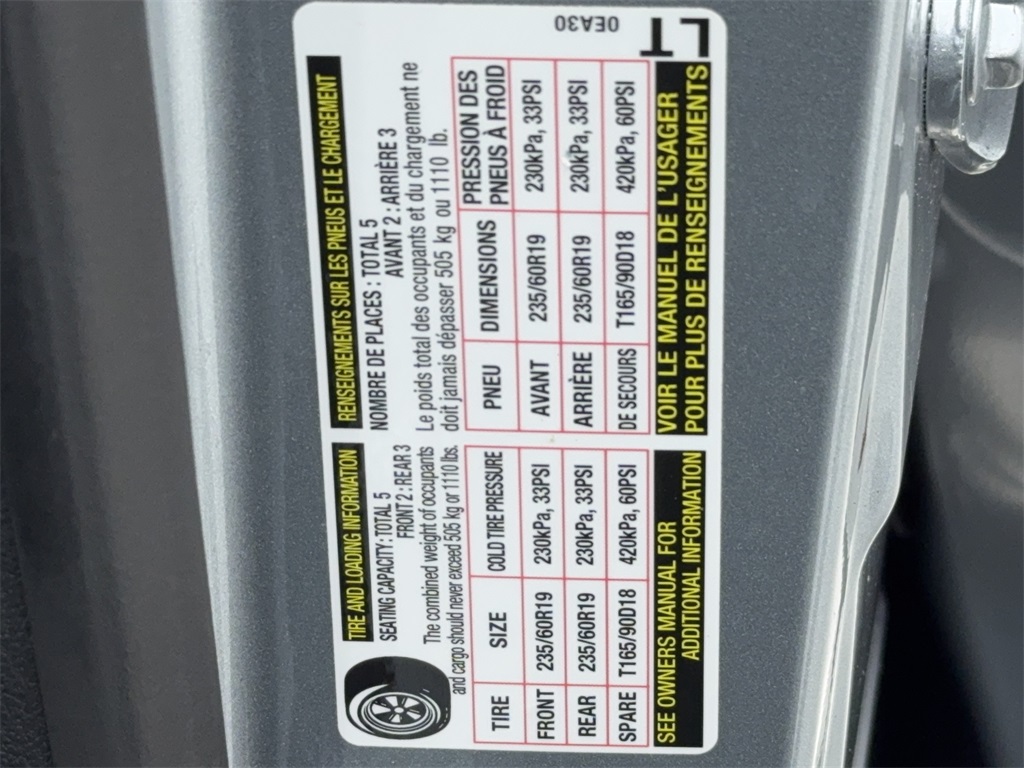 TIRE AND LOADING INFORMATION
SEATING CAPACITY: TOTAL 5
FRONT 2 : REAR 3
The combined weight of occupants
and cargo should never exceed 505 kg or 1110 lbs.
TIRE SIZE COLD TIRE PRESSURE
FRONT 235/60R19 230kPa, 33PSI
REAR 235/60R19 230kPa, 33PSI
SPARE T165/90D18 420kPa, 60PSI
SEE OWNERS MANUAL FOR
ADDITIONAL INFORMATION
RENSEIGNEMENTS SUR LES PNEUS ET LE CHARGEMENT
NOMBRE DE PLACES : TOTAL 5
AVANT 2 : ARRIÈRE 3
Le poids total des occupants et du chargement ne
doit jamais dépasser 505 kg ou 1110 lb.
PNEU DIMENSIONS PRESSION DES
PNEUS À FROID
AVANT 235/60R19 230kPa, 33PSI
ARRIÈRE 235/60R19 230kPa, 33PSI
DE SECOURS T165/90D18 420kPa, 60PSI
VOIR LE MANUEL DE L'USAGER
POUR PLUS DE RENSEIGNEMENTS
0EA30
LT